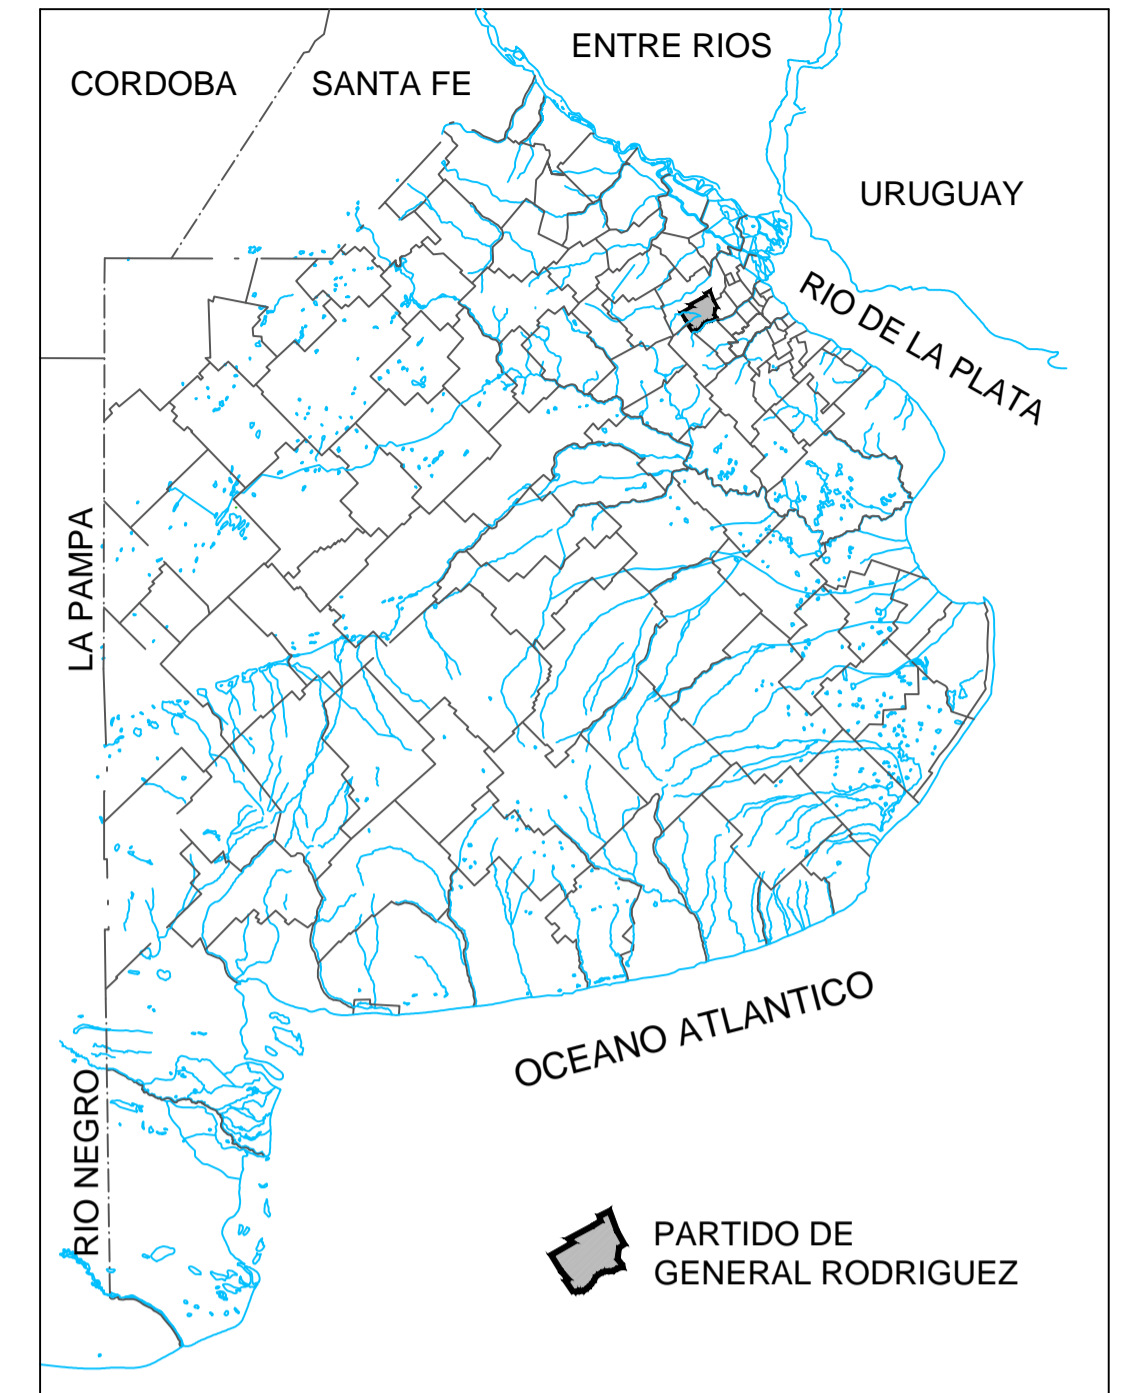 ENTRE RIOS
CORDOBA
SANTA FE
URUGUAY
RIO DE LA PLATA
LA PAMPA
OCEANO ATLANTICO
RIO NEGRO
PARTIDO DE
GENERAL RODRIGUEZ